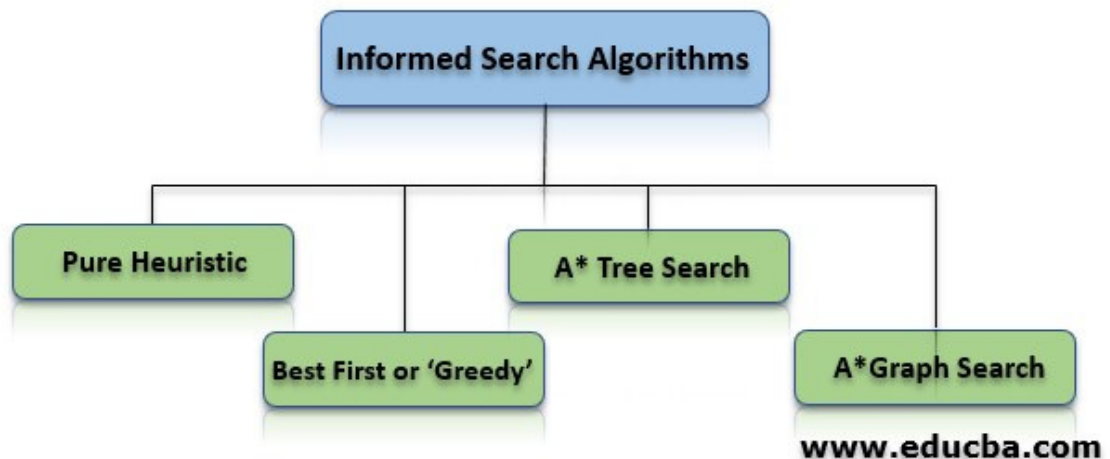 Informed Search Algorithms
Pure Heuristic
A* Tree Search
Best First or ‘Greedy’
A*Graph Search
www.educba.com